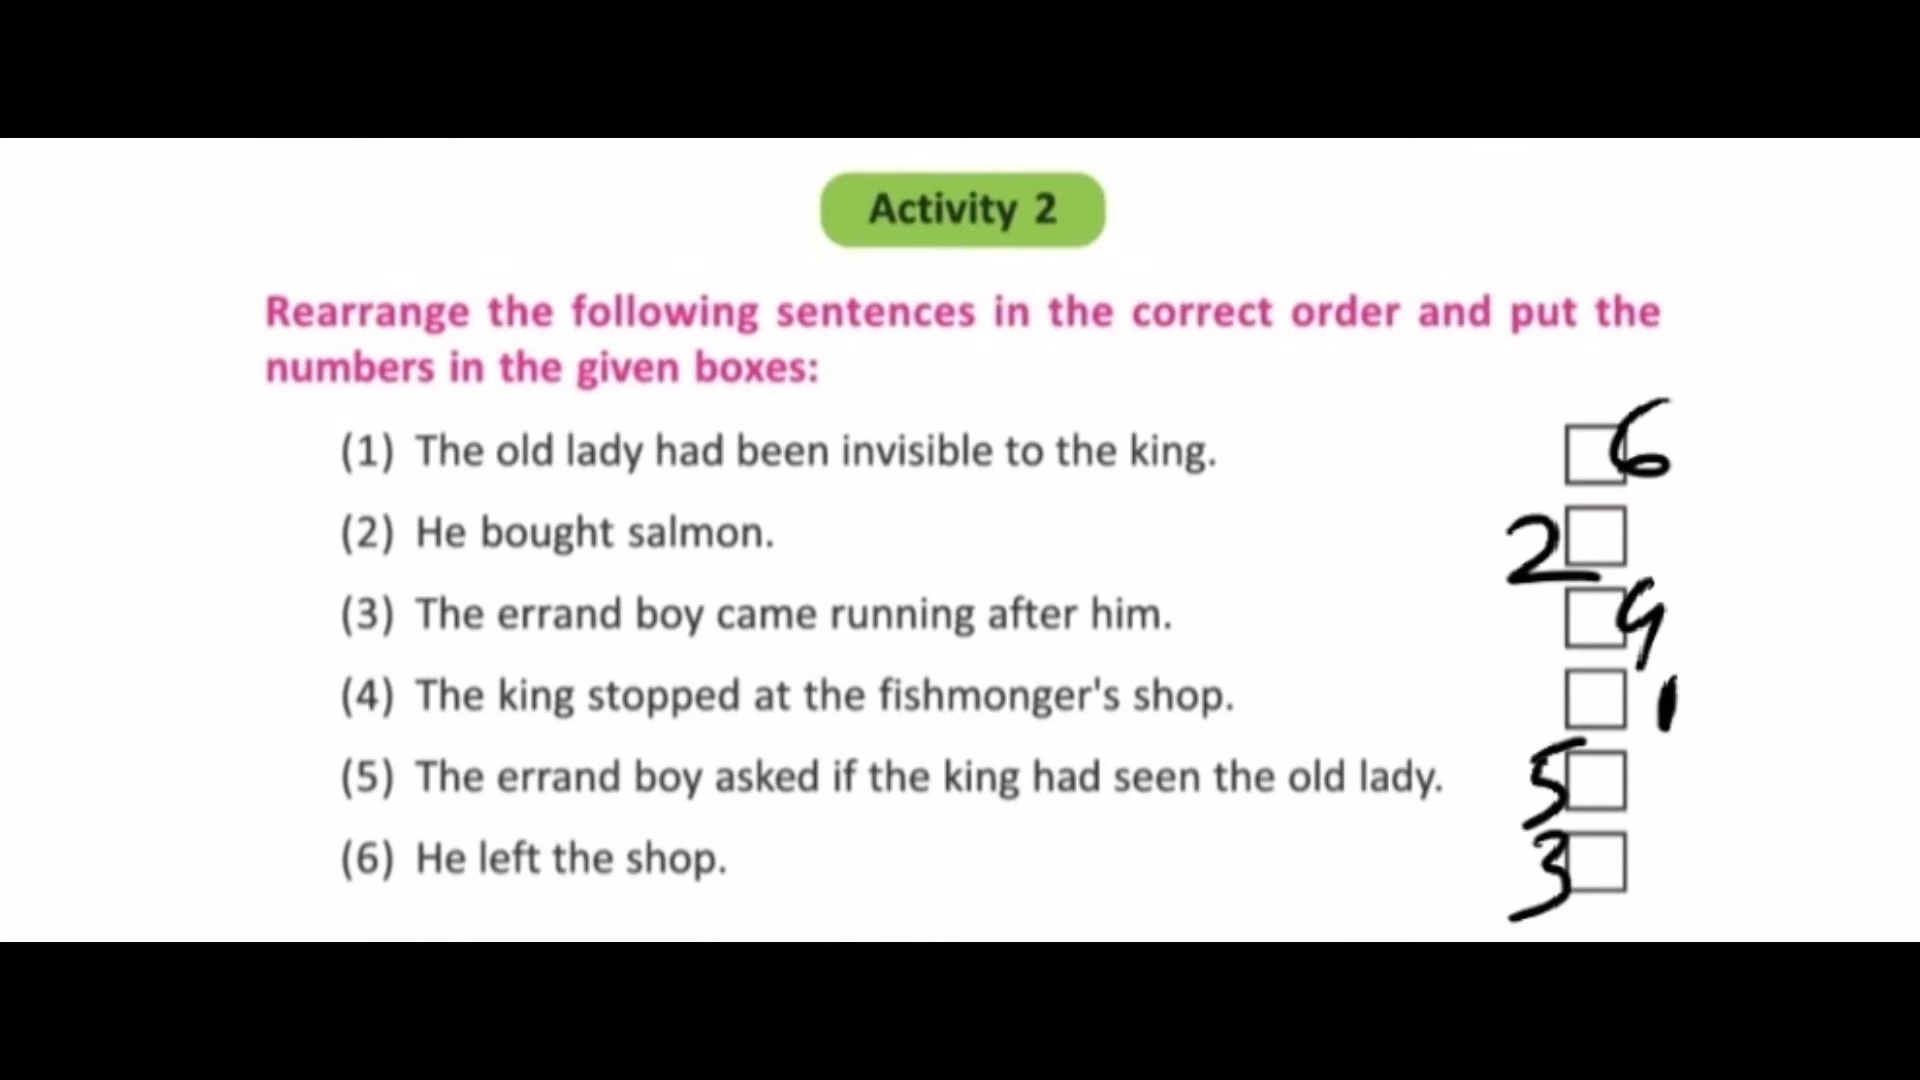 Activity 2
Rearrange the following sentences in the correct order and put the
numbers in the given boxes:
(1) The old lady had been invisible to the king. 6
(2) He bought salmon. 2
(3) The errand boy came running after him. 4
(4) The king stopped at the fishmonger's shop. 1
(5) The errand boy asked if the king had seen the old lady. 5
(6) He left the shop. 3